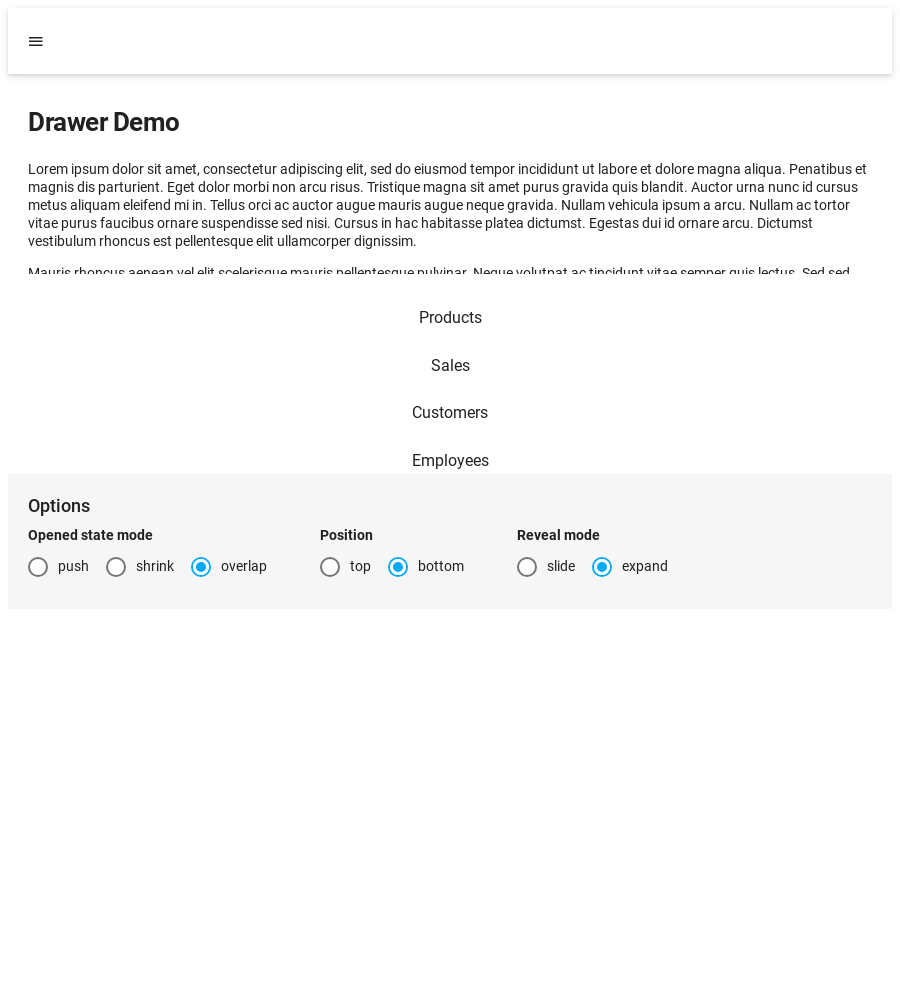 Drawer Demo
Lorem ipsum dolor sit amet, consectetur adipiscing elit, sed do eiusmod tempor incididunt ut labore et dolore magna aliqua. Penatibus et
magnis dis parturient. Eget dolor morbi non arcu risus. Tristique magna sit amet purus gravida quis blandit. Auctor urna nunc id cursus
metus aliquam eleifend mi in. Tellus orci ac auctor augue mauris augue neque gravida. Nullam vehicula ipsum a arcu. Nullam ac tortor
vitae purus faucibus ornare suspendisse sed nisi. Cursus in hac habitasse platea dictumst. Egestas dui id ornare arcu. Dictumst
vestibulum rhoncus est pellentesque elit ullamcorper dignissim.
Mauris rhoncus aenean vel elit scelerisque mauris pellentesque pulvinar. Neque volutpat ac tincidunt vitae semper quis lectus. Sed sed
Products
Sales
Customers
Employees
Options
Opened state mode Position Reveal mode
push shrink overlap top bottom slide expand